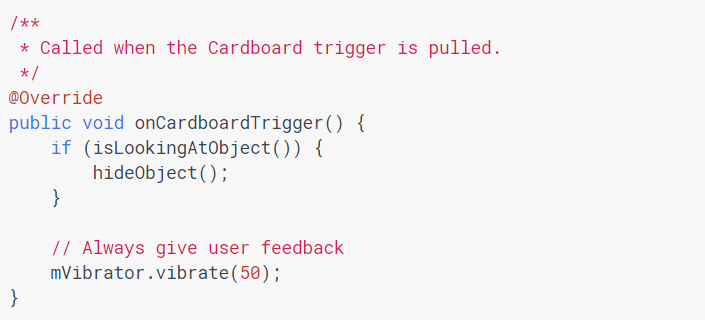 /**
 * Called when the Cardboard trigger is pulled.
 */
@Override
public void onCardboardTrigger() {
    if (isLookingAtObject()) {
        hideObject();
    }

    // Always give user feedback
    mVibrator.vibrate(50);
}